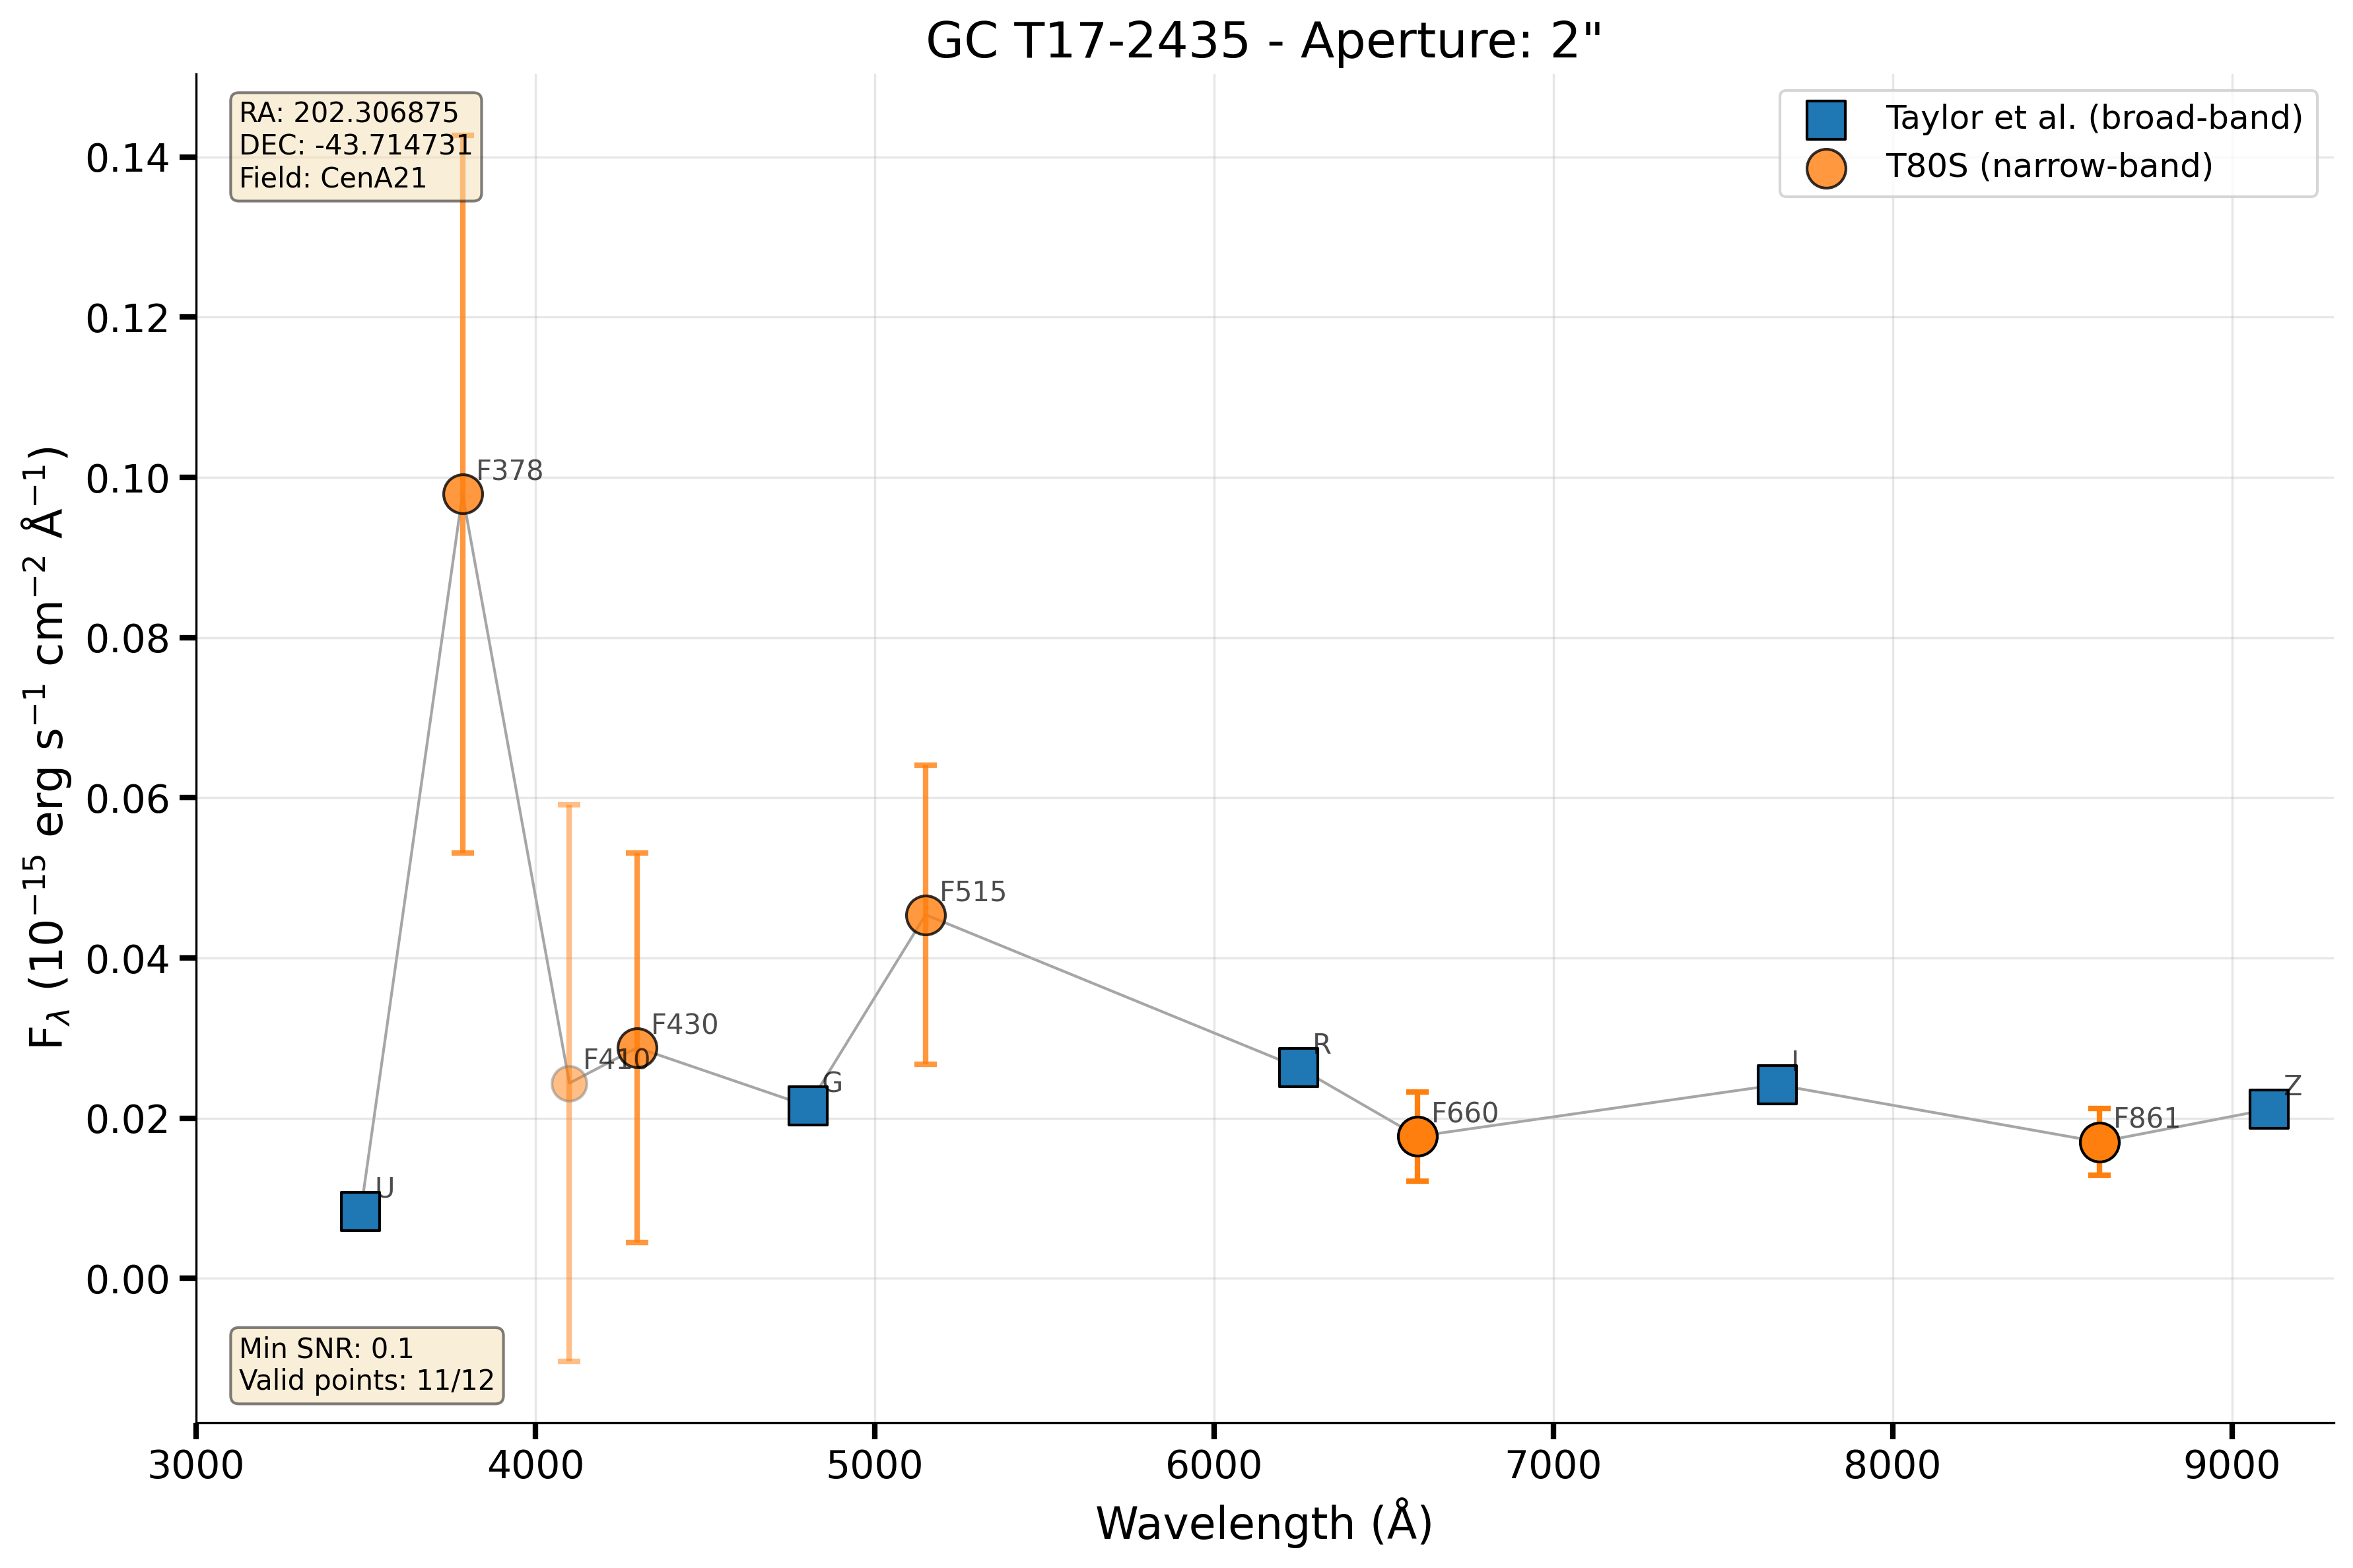 GC T17-2435 - Aperture: 2"
RA: 202.306875
DEC: -43.714731
Field: CenA21
Taylor et al. (broad-band)
T80S (narrow-band)
0.14
0.12
0.10
0.08
0.06
0.04
0.02
0.00
F_λ (10⁻¹⁵ erg s⁻¹ cm⁻² Å⁻¹)
U
F378
F410
F430
G
F515
R
F660
I
F861
Z
Min SNR: 0.1
Valid points: 11/12
3000 4000 5000 6000 7000 8000 9000
Wavelength (Å)